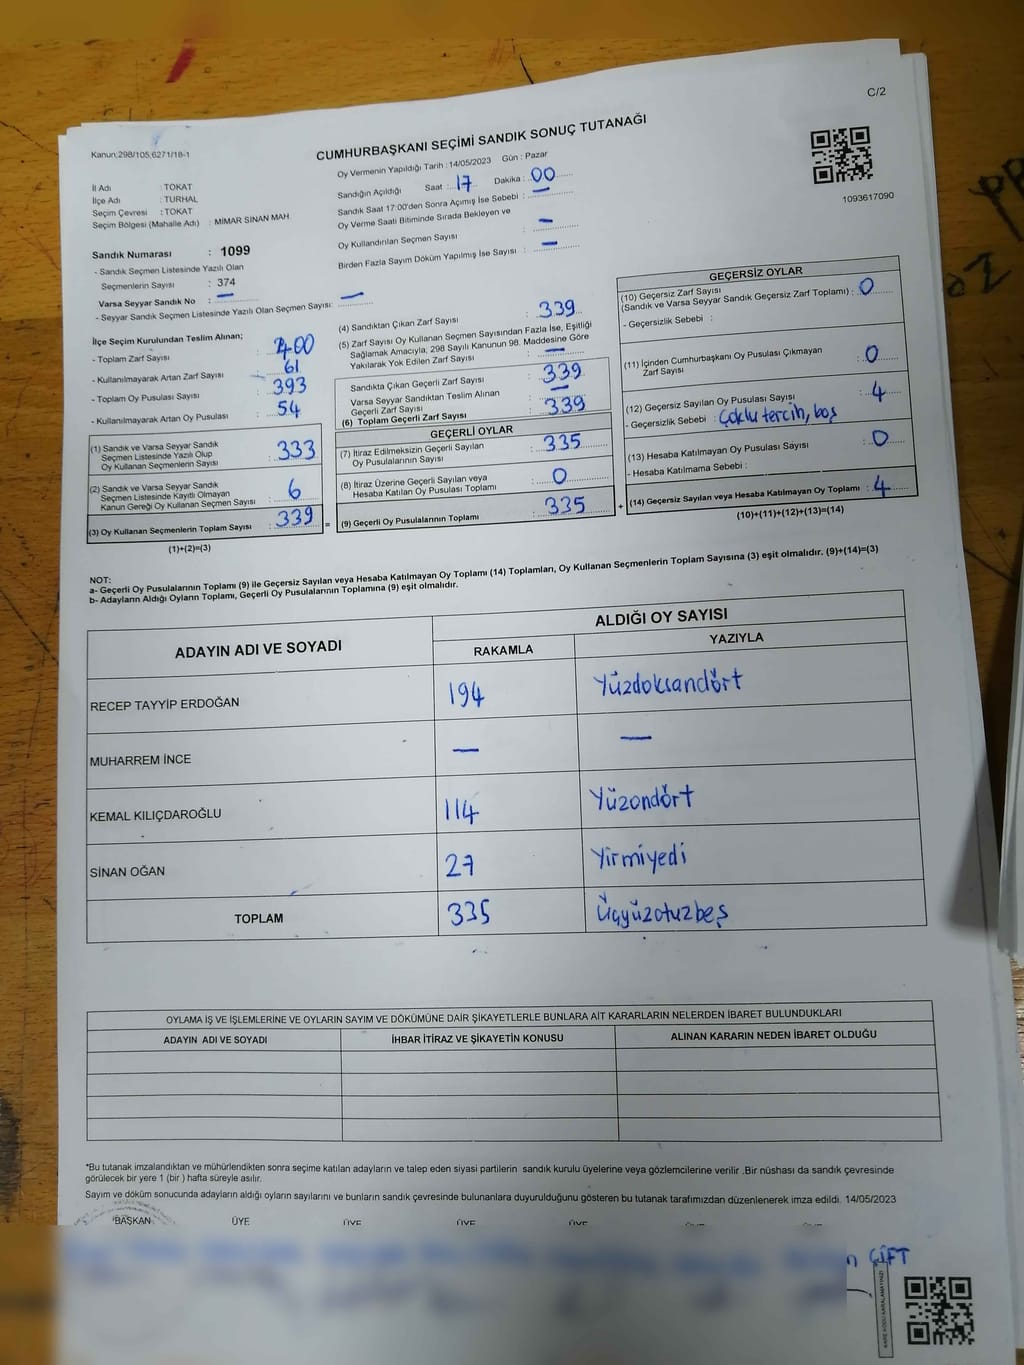 C/2
Kanun:298/105,6271/18-1
CUMHURBAŞKANI SEÇİMİ SANDIK SONUÇ TUTANAĞI
Oy Vermenin Yapıldığı Tarih : 14/05/2023 Gün : Pazar
Sandığın Açıldığı Saat : 17 Dakika : 00
Sandık Saat 17:00'den Sonra Açımış İse Sebebi : —
Oy Verme Saati Bitiminde Sırada Bekleyen ve
Oy Kullandırılan Seçmen Sayısı : —
Birden Fazla Sayım Döküm Yapılmış İse Sayısı : —
1093617090
İl Adı : TOKAT
İlçe Adı : TURHAL
Seçim Çevresi : TOKAT
Seçim Bölgesi (Mahalle Adı) : MİMAR SİNAN MAH.
Sandık Numarası : 1099
- Sandık Seçmen Listesinde Yazılı Olan
Seçmenlerin Sayısı : 374
Varsa Seyyar Sandık No : —
- Seyyar Sandık Seçmen Listesinde Yazılı Olan Seçmen Sayısı: —
İlçe Seçim Kurulundan Teslim Alınan;
- Toplam Zarf Sayısı : 400
- Kullanılmayarak Artan Zarf Sayısı : 61
- Toplam Oy Pusulası Sayısı : 393
- Kullanılmayarak Artan Oy Pusulası : 54
(1) Sandık ve Varsa Seyyar Sandık
Seçmen Listesinde Yazılı Olup
Oy Kullanan Seçmenlerin Sayısı : 333
(2) Sandık ve Varsa Seyyar Sandık
Seçmen Listesinde Kayıtlı Olmayan
Kanun Gereği Oy Kullanan Seçmen Sayısı : 6
(3) Oy Kullanan Seçmenlerin Toplam Sayısı : 339 =
(1)+(2)=(3)
(4) Sandıktan Çıkan Zarf Sayısı : 339
(5) Zarf Sayısı Oy Kullanan Seçmen Sayısından Fazla İse, Eşitliği
Sağlamak Amacıyla, 298 Sayılı Kanunun 98. Maddesine Göre
Yakılarak Yok Edilen Zarf Sayısı : —
Sandıkta Çıkan Geçerli Zarf Sayısı : 339
Varsa Seyyar Sandıktan Teslim Alınan
Geçerli Zarf Sayısı : —
(6) Toplam Geçerli Zarf Sayısı : 339
GEÇERLİ OYLAR
(7) İtiraz Edilmeksizin Geçerli Sayılan
Oy Pusulalarının Sayısı : 335
(8) İtiraz Üzerine Geçerli Sayılan veya
Hesaba Katılan Oy Pusulası Toplamı : 0
(9) Geçerli Oy Pusulalarının Toplamı : 335 +
GEÇERSİZ OYLAR
(10) Geçersiz Zarf Sayısı
(Sandık ve Varsa Seyyar Sandık Geçersiz Zarf Toplamı) : 0
- Geçersizlik Sebebi :
(11) İçinden Cumhurbaşkanı Oy Pusulası Çıkmayan
Zarf Sayısı : 0
(12) Geçersiz Sayılan Oy Pusulası Sayısı : 4
- Geçersizlik Sebebi : Çoklu tercih, boş
(13) Hesaba Katılmayan Oy Pusulası Sayısı : 0
- Hesaba Katılmama Sebebi :
(14) Geçersiz Sayılan veya Hesaba Katılmayan Oy Toplamı : 4
(10)+(11)+(12)+(13)=(14)
NOT:
a- Geçerli Oy Pusulalarının Toplamı (9) ile Geçersiz Sayılan veya Hesaba Katılmayan Oy Toplamı (14) Toplamları, Oy Kullanan Seçmenlerin Toplam Sayısına (3) eşit olmalıdır. (9)+(14)=(3)
b- Adayların Aldığı Oyların Toplamı, Geçerli Oy Pusulalarının Toplamına (9) eşit olmalıdır.
ADAYIN ADI VE SOYADI ALDIĞI OY SAYISI
RAKAMLA YAZIYLA
RECEP TAYYİP ERDOĞAN 194 Yüzdoksandört
MUHARREM İNCE — —
KEMAL KILIÇDAROĞLU 114 Yüzondört
SİNAN OĞAN 27 Yirmiyedi
TOPLAM 335 Üçyüzotuzbeş
OYLAMA İŞ VE İŞLEMLERİNE VE OYLARIN SAYIM VE DÖKÜMÜNE DAİR ŞİKAYETLERLE BUNLARA AİT KARARLARIN NELERDEN İBARET BULUNDUKLARI
ADAYIN ADI VE SOYADI İHBAR İTİRAZ VE ŞİKAYETİN KONUSU ALINAN KARARIN NEDEN İBARET OLDUĞU
*Bu tutanak imzalandıktan ve mühürlendikten sonra seçime katılan adayların ve talep eden siyasi partilerin sandık kurulu üyelerine veya gözlemcilerine verilir .Bir nüshası da sandık çevresinde
görülecek bir yere 1 (bir ) hafta süreyle asılır.
Sayım ve döküm sonucunda adayların aldığı oyların sayılarını ve bunların sandık çevresinde bulunanlara duyurulduğunu gösteren bu tutanak tarafımızdan düzenlenerek imza edildi. 14/05/2023
BAŞKAN ÜYE ÜYE ÜYE ÜYE
ÇİFT
KARE KODU KARALAMAYINIZ!